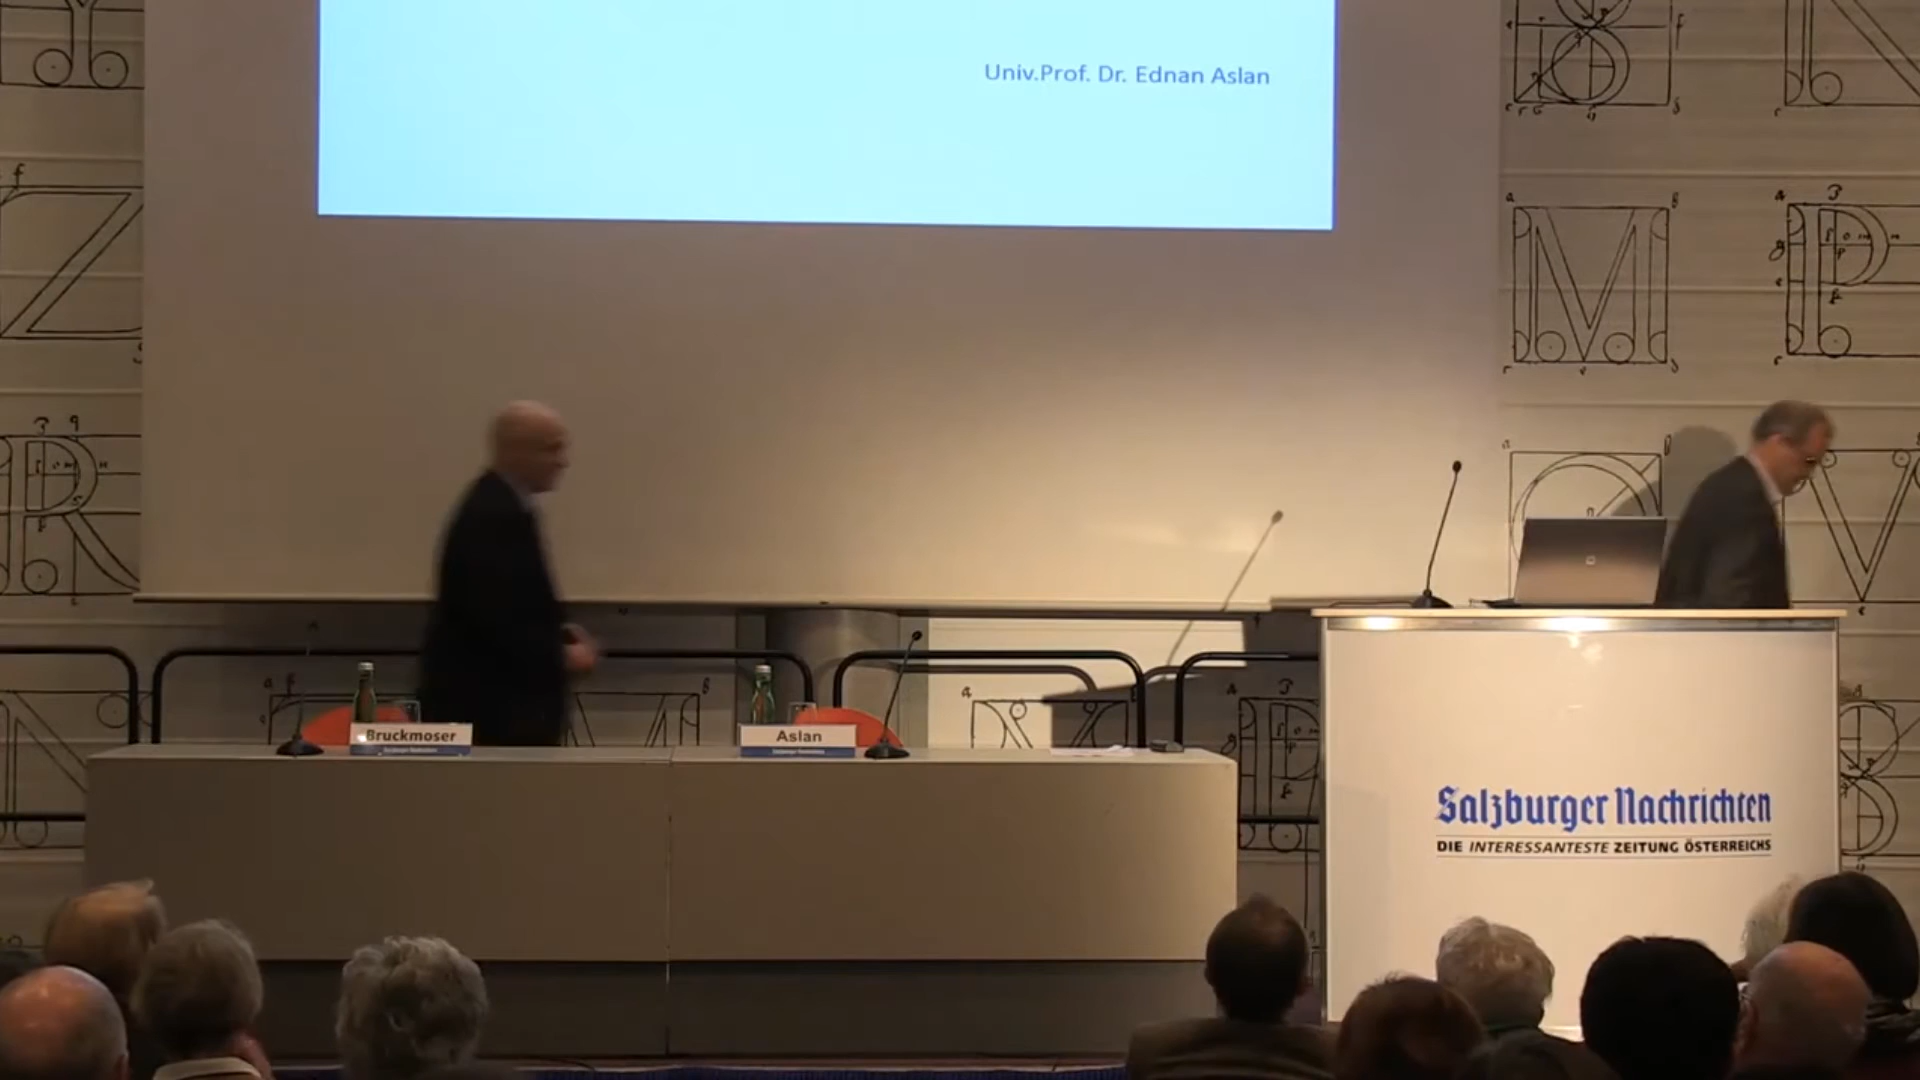 Univ.Prof. Dr. Ednan Aslan
Bruckmoser
Aslan
Salzburger Nachrichten
DIE INTERESSANTESTE ZEITUNG ÖSTERREICHS